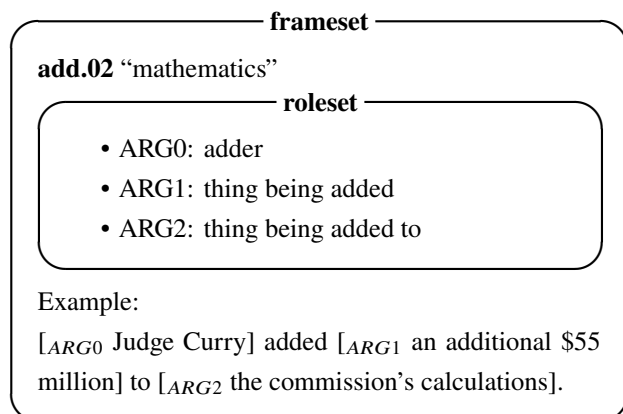 frameset
add.02 “mathematics”
roleset
• ARG0: adder
• ARG1: thing being added
• ARG2: thing being added to
Example:
[ARG0 Judge Curry] added [ARG1 an additional $55
million] to [ARG2 the commission’s calculations].